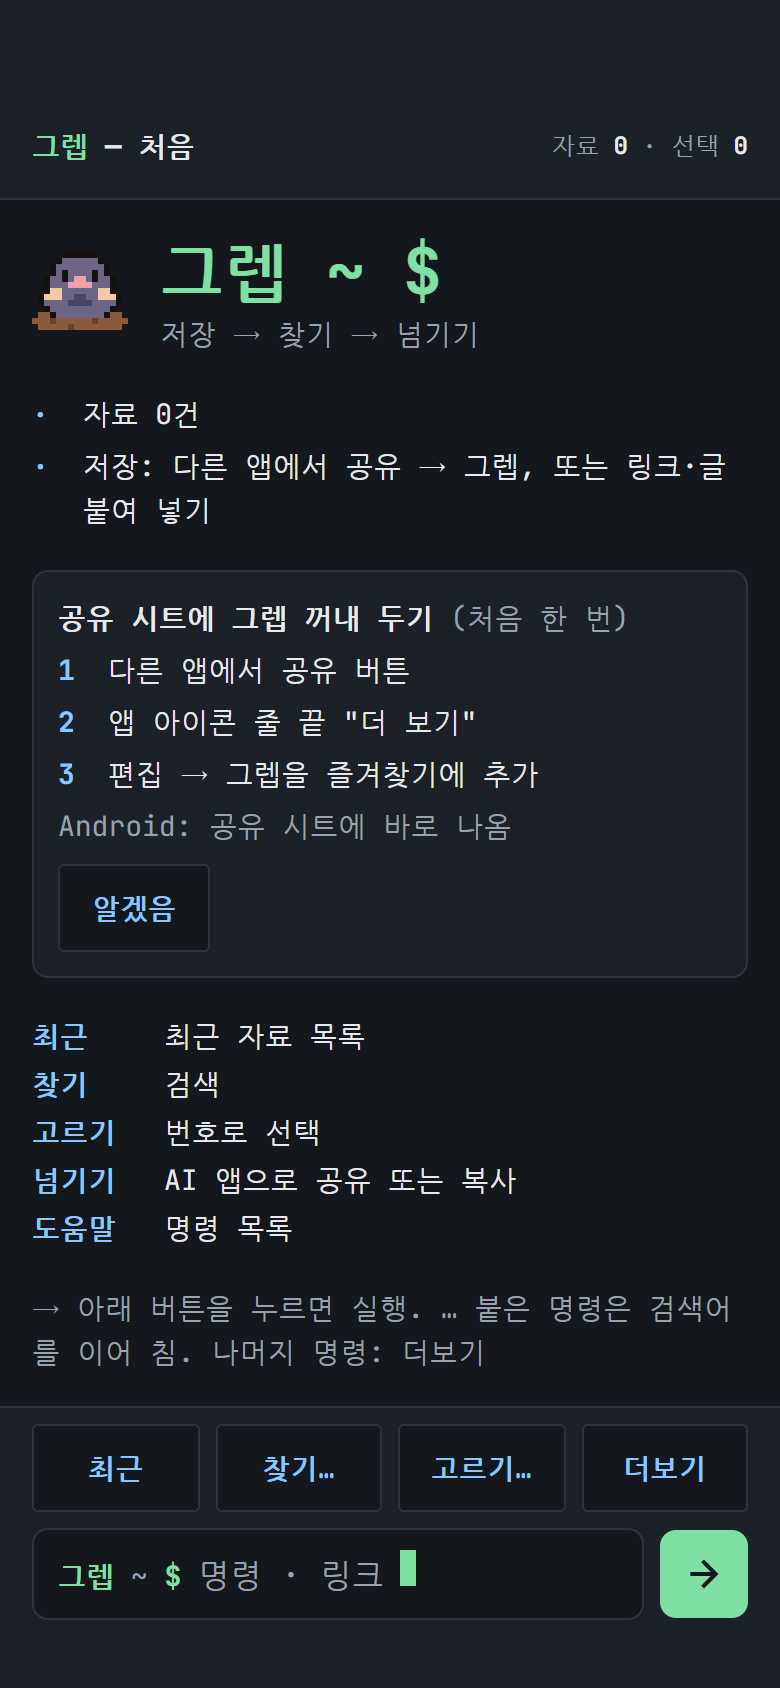 그렙 – 처음
자료 0 · 선택 0
그렙 ~ $
저장 → 찾기 → 넘기기
· 자료 0건
· 저장: 다른 앱에서 공유 → 그렙, 또는 링크·글
붙여 넣기
공유 시트에 그렙 꺼내 두기 (처음 한 번)
1 다른 앱에서 공유 버튼
2 앱 아이콘 줄 끝 "더 보기"
3 편집 → 그렙을 즐겨찾기에 추가
Android: 공유 시트에 바로 나옴
알겠음
최근 최근 자료 목록
찾기 검색
고르기 번호로 선택
넘기기 AI 앱으로 공유 또는 복사
도움말 명령 목록
→ 아래 버튼을 누르면 실행. … 붙은 명령은 검색어
를 이어 침. 나머지 명령: 더보기
최근 찾기… 고르기… 더보기
그렙 ~ $ 명령 · 링크
→